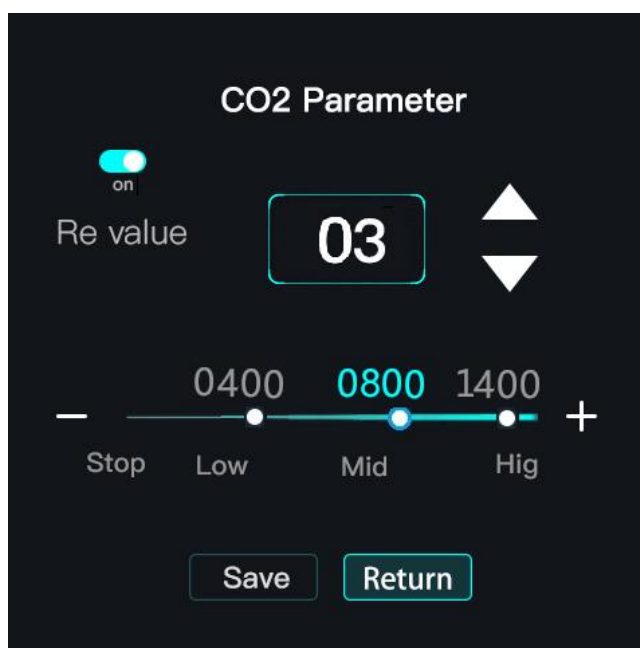 CO2 Parameter
on
Re value
03
0400 0800 1400
Stop Low Mid Hig
Save Return